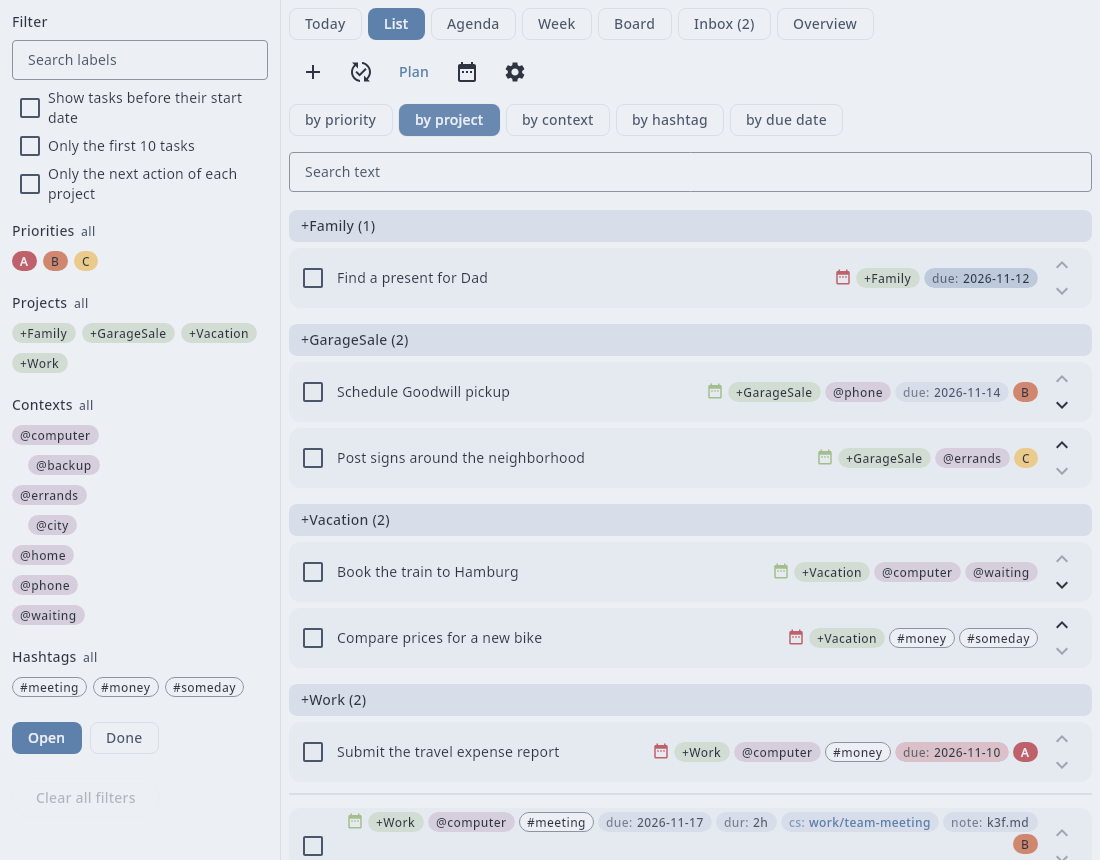 Filter
Search labels
Show tasks before their start
date
Only the first 10 tasks
Only the next action of each
project
Priorities all
A B C
Projects all
+Family +GarageSale +Vacation
+Work
Contexts all
@computer
@backup
@errands
@city
@home
@phone
@waiting
Hashtags all
#meeting #money #someday
Open Done
Clear all filters
Today List Agenda Week Board Inbox (2) Overview
Plan
by priority by project by context by hashtag by due date
Search text
+Family (1)
Find a present for Dad +Family due: 2026-11-12
+GarageSale (2)
Schedule Goodwill pickup +GarageSale @phone due: 2026-11-14 B
Post signs around the neighborhood +GarageSale @errands C
+Vacation (2)
Book the train to Hamburg +Vacation @computer @waiting
Compare prices for a new bike +Vacation #money #someday
+Work (2)
Submit the travel expense report +Work @computer #money due: 2026-11-10 A
+Work @computer #meeting due: 2026-11-17 dur: 2h cs: work/team-meeting note: k3f.md
B